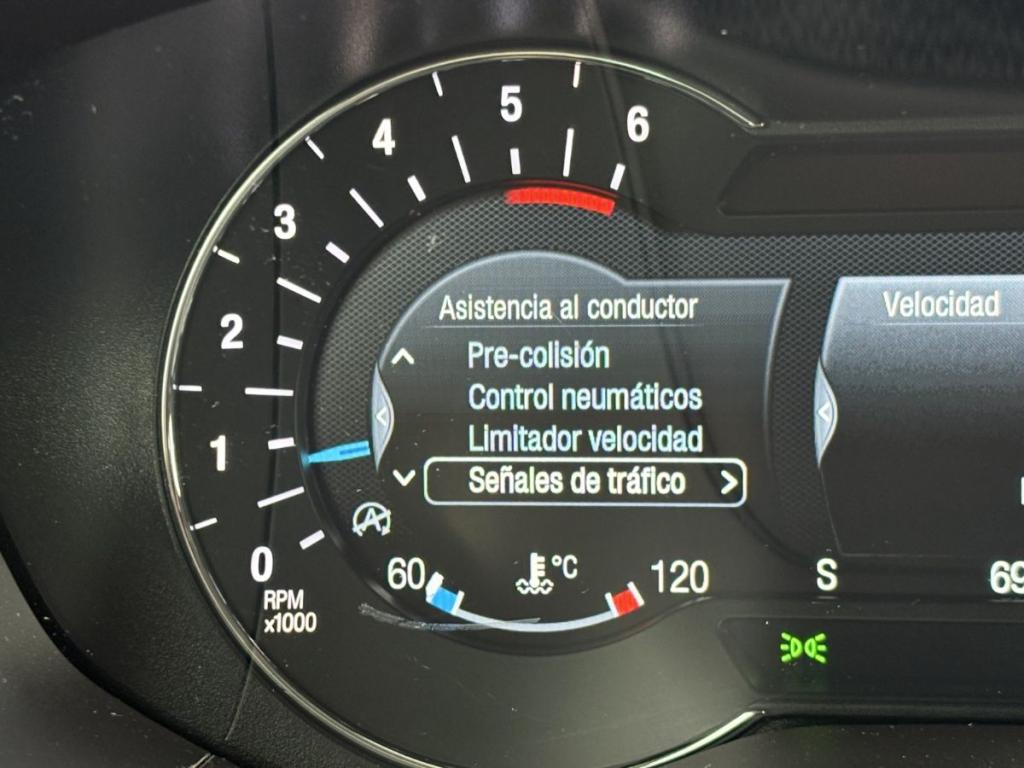 5
6
4
3
2
1
0
RPM
x1000
Asistencia al conductor
Pre-colisión
Control neumáticos
Limitador velocidad
Señales de tráfico >
60
°C
120
Velocidad
S
69